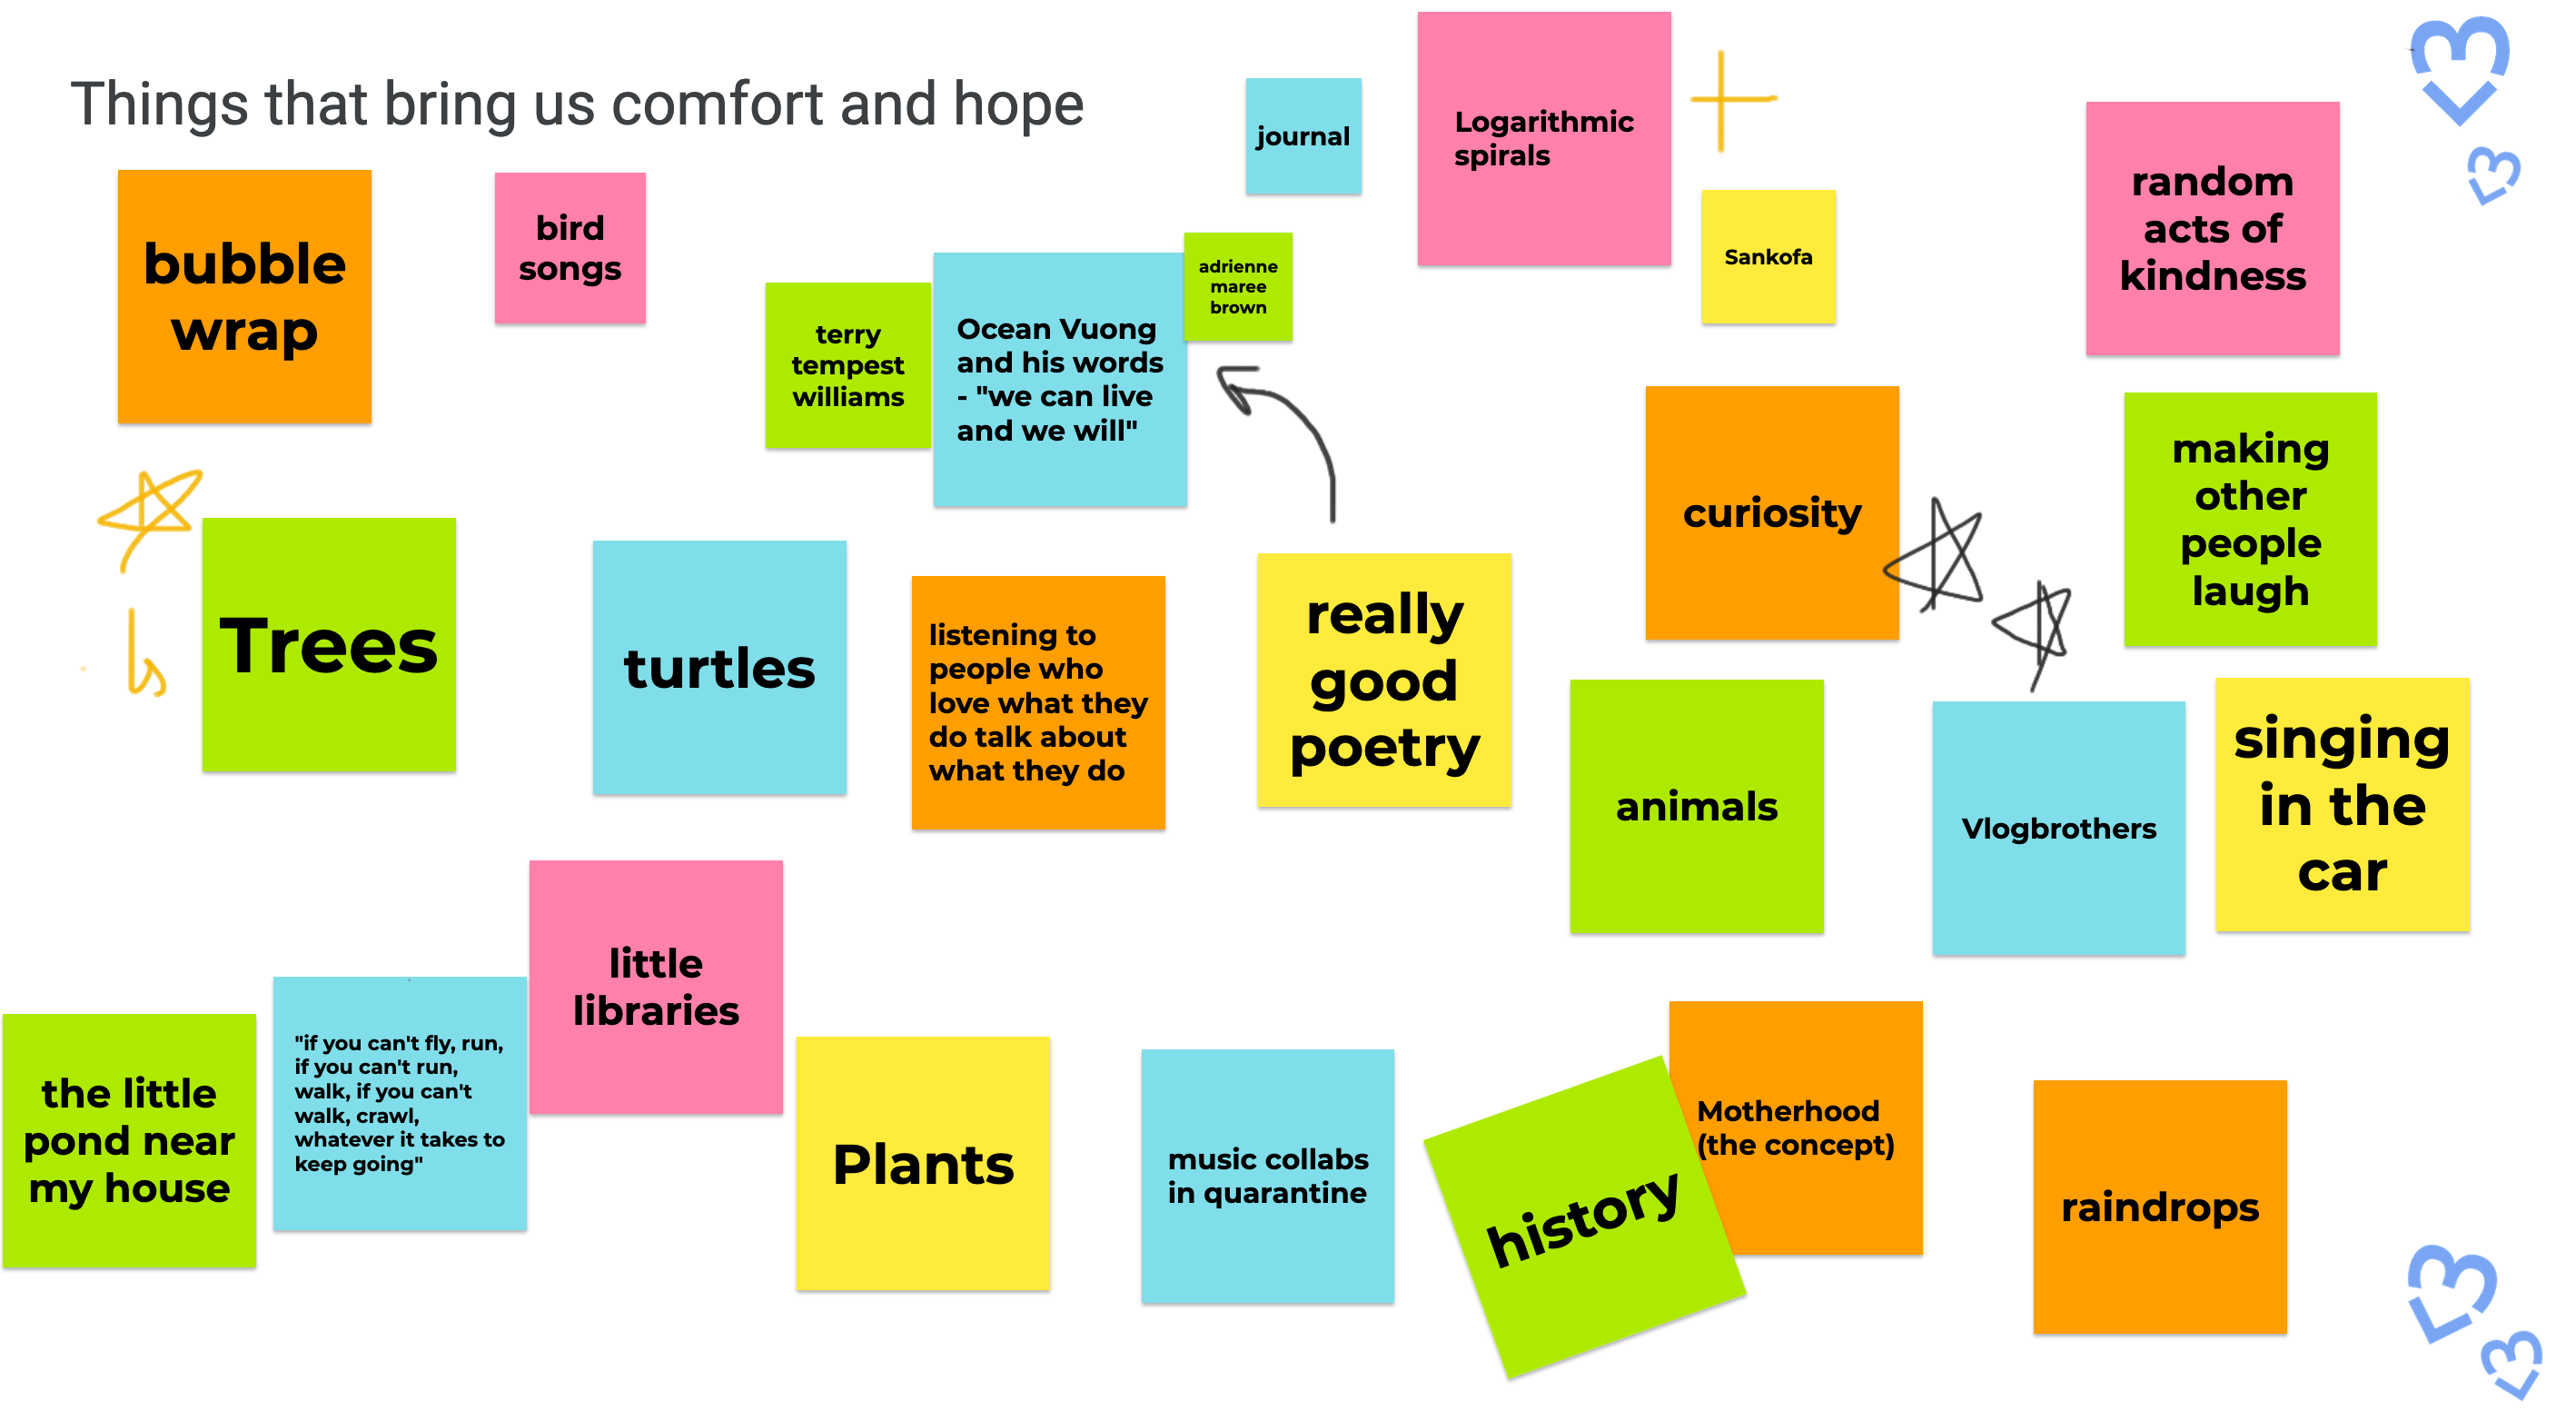 Things that bring us comfort and hope
journal
Logarithmic
spirals
bubble
wrap
bird
songs
terry
tempest
williams
Ocean Vuong
and his words
- "we can live
and we will"
adrienne
maree
brown
Sankofa
random
acts of
kindness
Trees
turtles
listening to
people who
love what they
do talk about
what they do
really
good
poetry
curiosity
making
other
people
laugh
animals
Vlogbrothers
singing
in the
car
the little
pond near
my house
"if you can't fly, run,
if you can't run,
walk, if you can't
walk, crawl,
whatever it takes to
keep going"
little
libraries
Plants
music collabs
in quarantine
history
Motherhood
(the concept)
raindrops
<3
<3
<3
<3